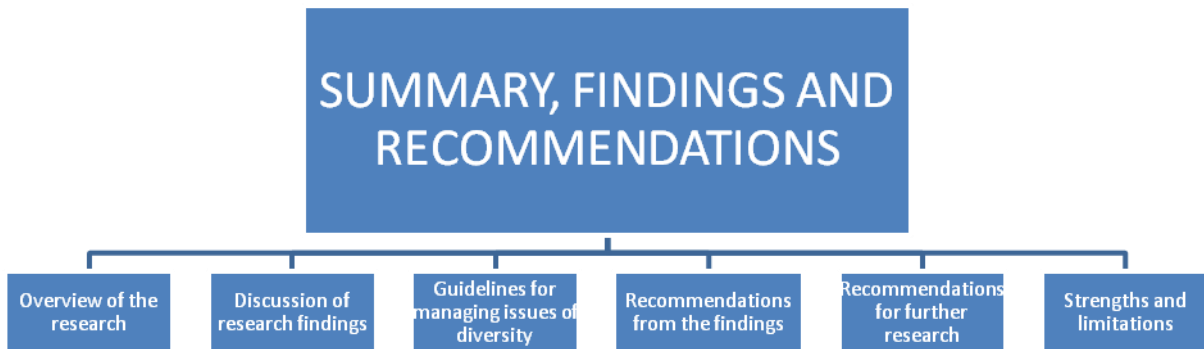 SUMMARY, FINDINGS AND
RECOMMENDATIONS
Overview of the
research
Discussion of
research findings
Guidelines for
managing issues of
diversity
Recommendations
from the findings
Recommendations
for further
research
Strengths and
limitations